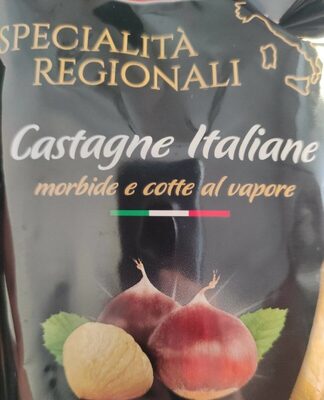 SPECIALITÀ
REGIONALI
Castagne Italiane
morbide e cotte al vapore